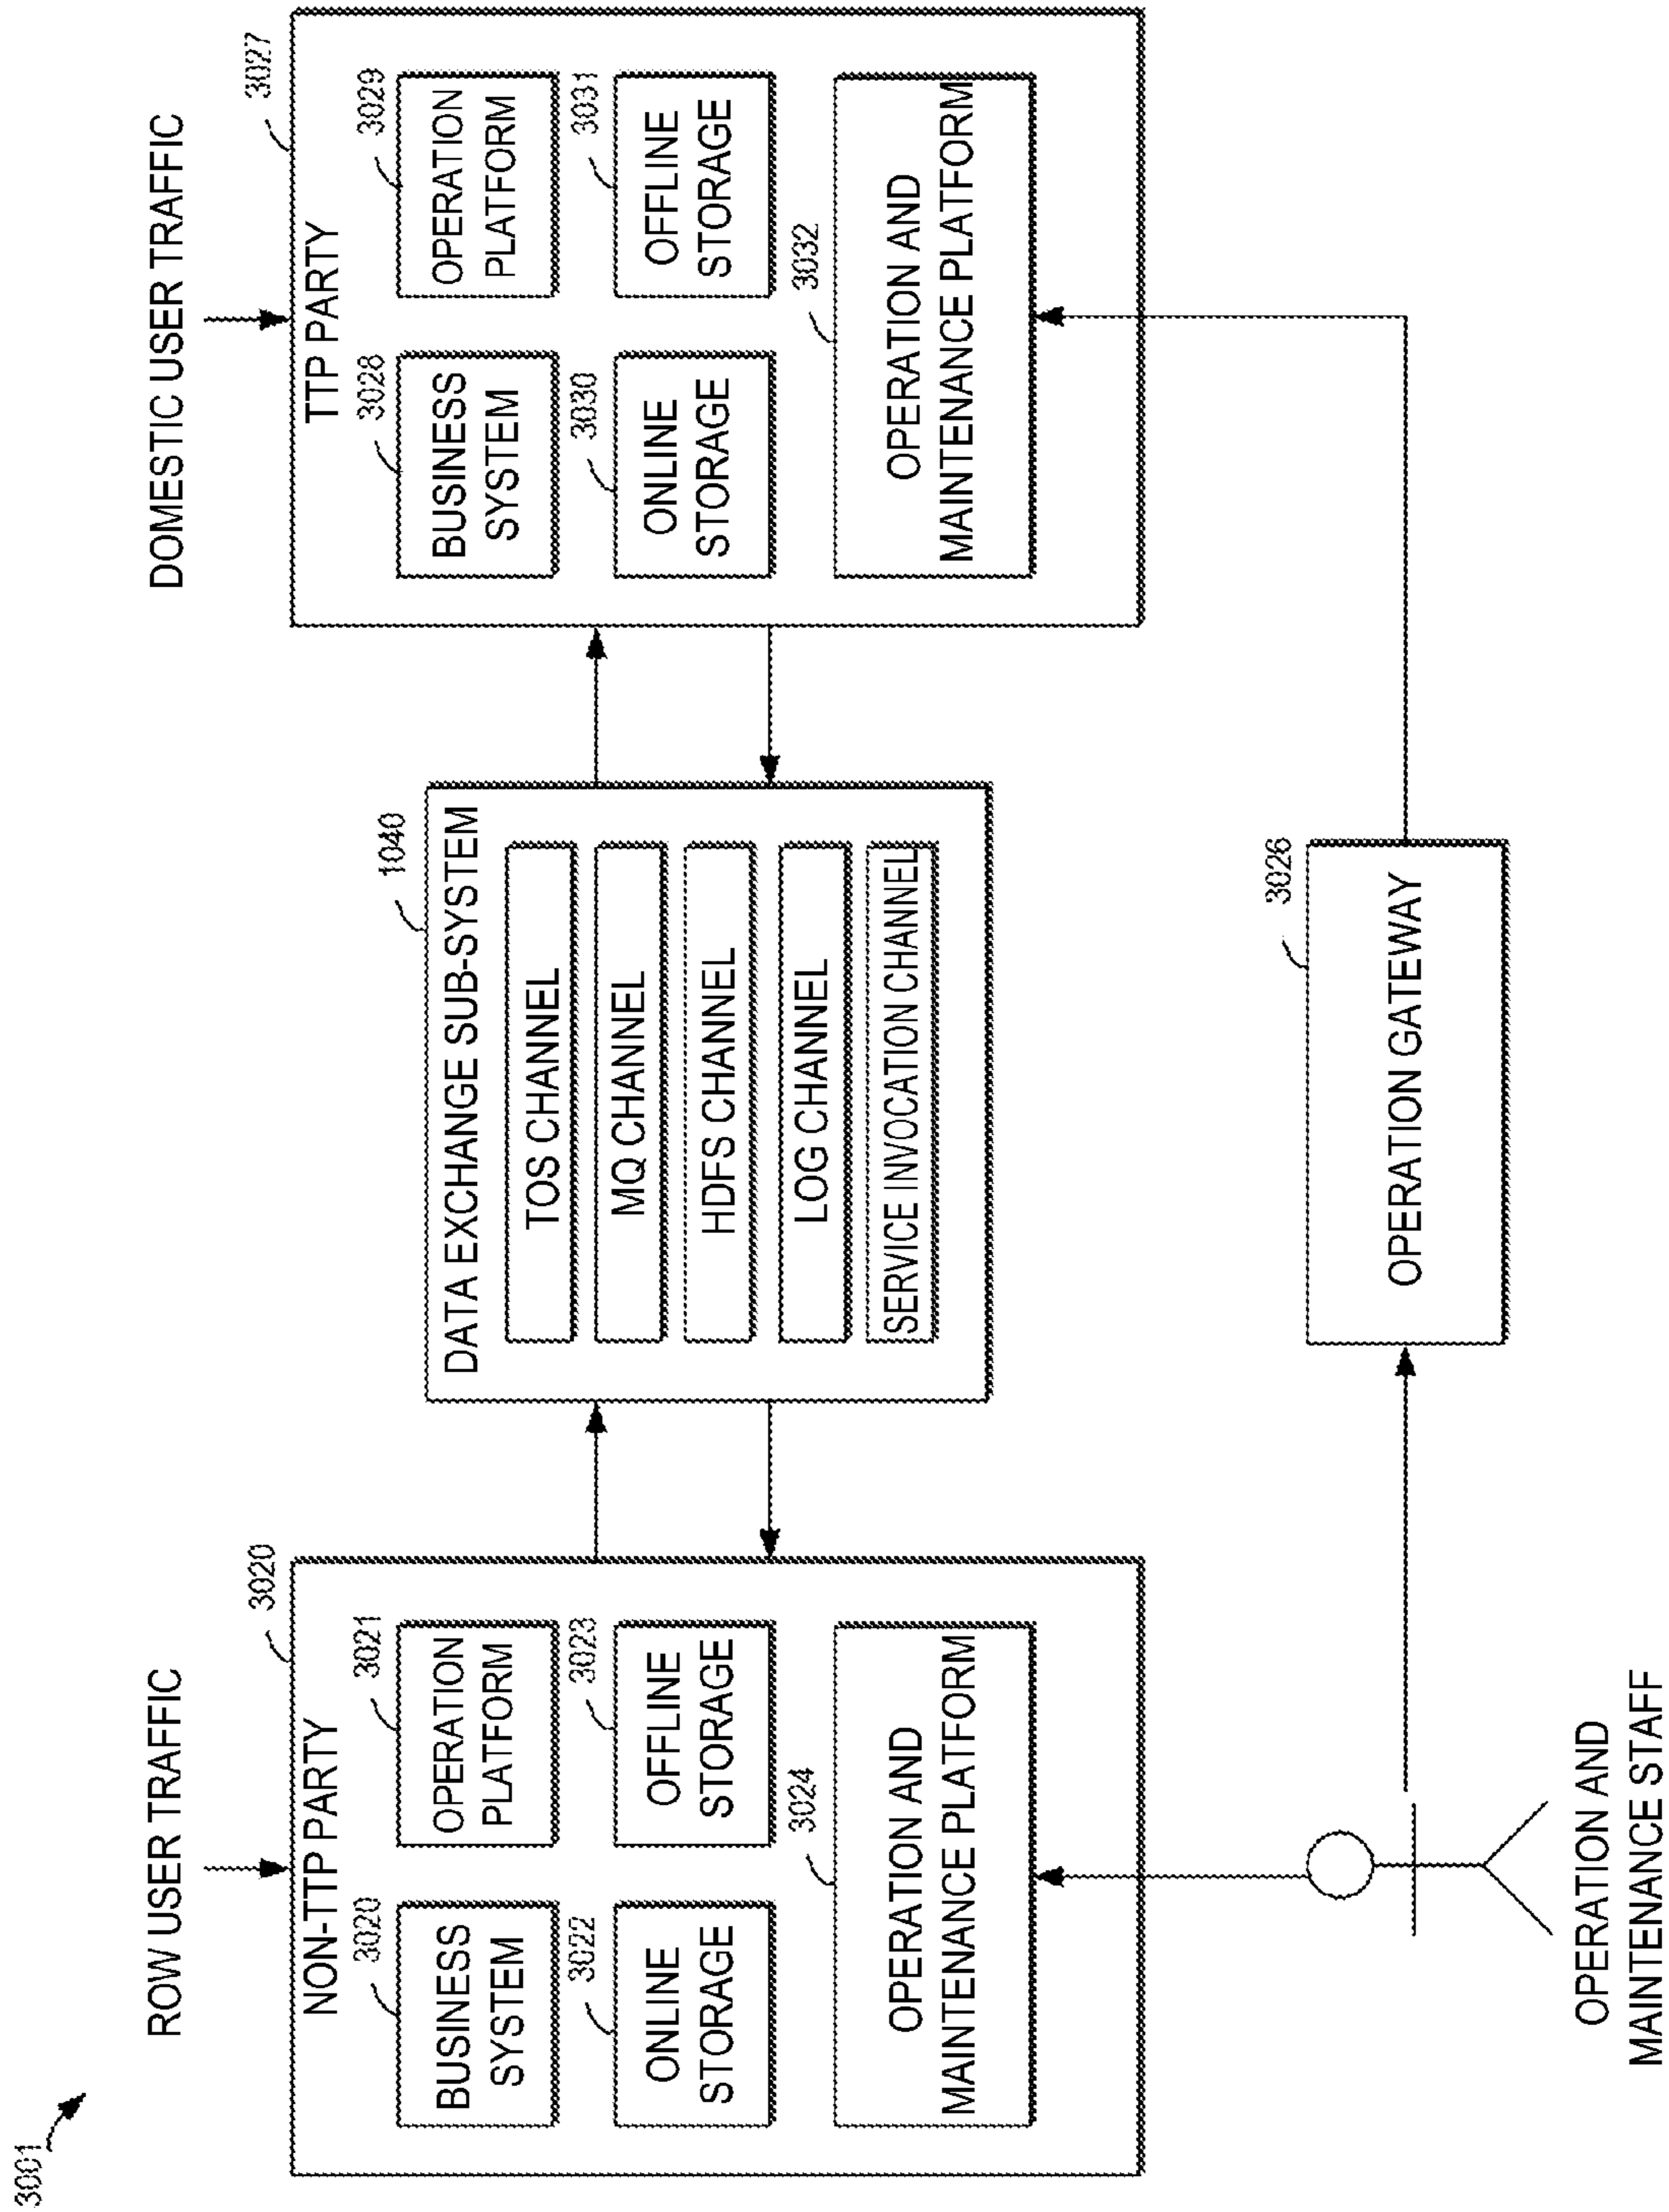 3001
ROW USER TRAFFIC
3020
NON-TTP PARTY
3020
BUSINESS
SYSTEM
3021
OPERATION
PLATFORM
3022
ONLINE
STORAGE
3023
OFFLINE
STORAGE
3024
OPERATION AND
MAINTENANCE PLATFORM
1040
DATA EXCHANGE SUB-SYSTEM
TOS CHANNEL
MQ CHANNEL
HDFS CHANNEL
LOG CHANNEL
SERVICE INVOCATION CHANNEL
DOMESTIC USER TRAFFIC
3027
TTP PARTY
3028
BUSINESS
SYSTEM
3029
OPERATION
PLATFORM
3030
ONLINE
STORAGE
3031
OFFLINE
STORAGE
3032
OPERATION AND
MAINTENANCE PLATFORM
OPERATION AND
MAINTENANCE STAFF
3026
OPERATION GATEWAY